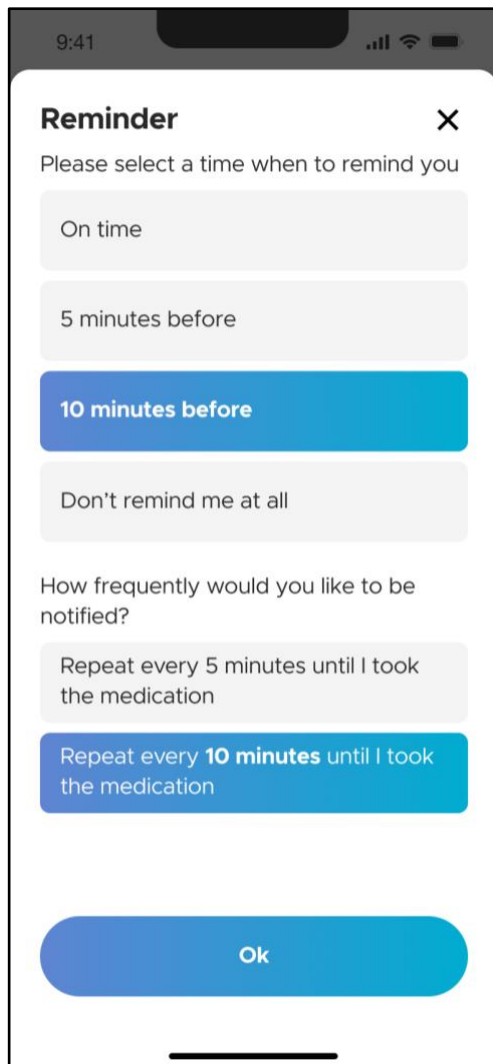 9:41
Reminder
Please select a time when to remind you
On time
5 minutes before
10 minutes before
Don’t remind me at all
How frequently would you like to be
notified?
Repeat every 5 minutes until I took
the medication
Repeat every 10 minutes until I took
the medication
Ok